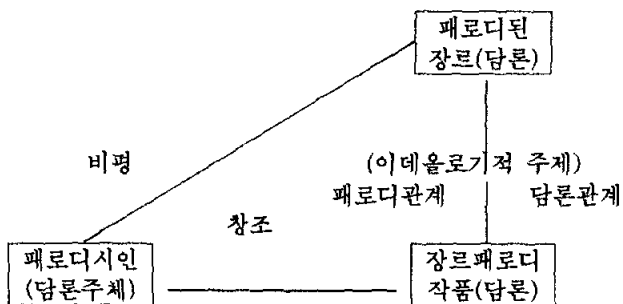 패로디된
장르(담론)
비평
(이데올로기적 주제)
패로디관계 담론관계
창조
패로디시인
(담론주체)
장르패로디
작품(담론)